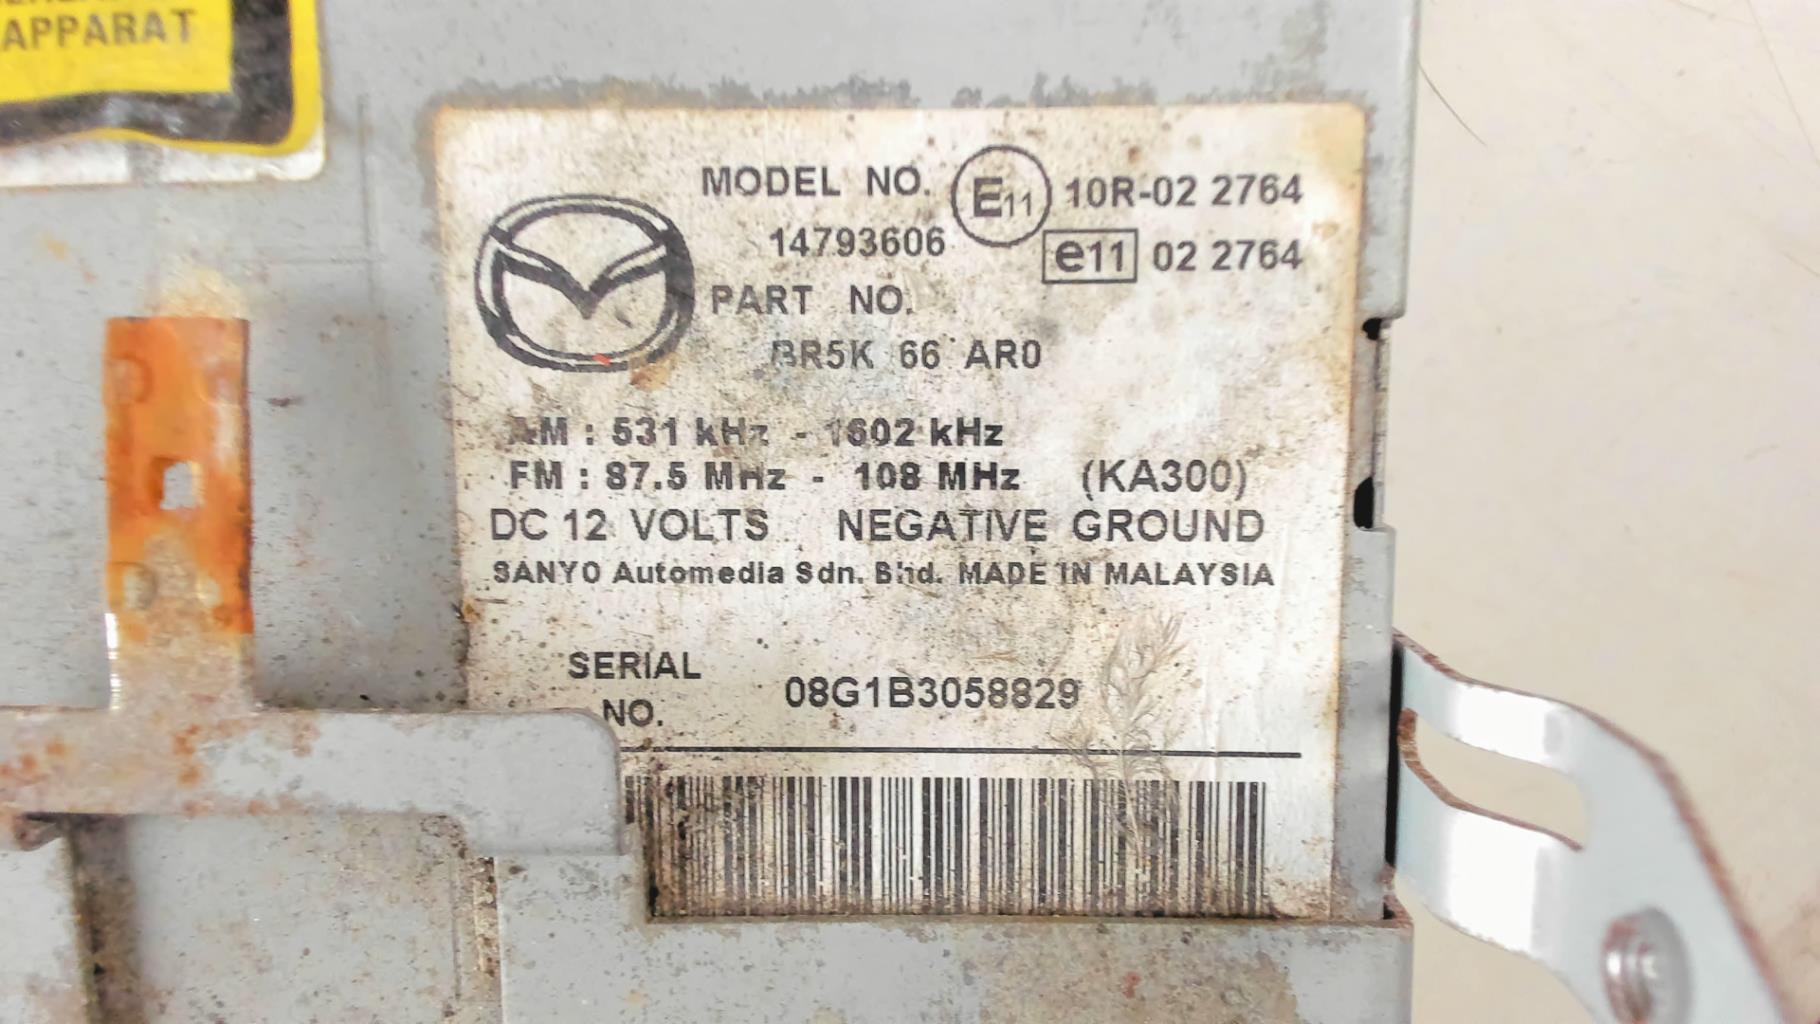 APPARAT
MODEL NO. E11 10R-02 2764
14793606 e11 02 2764
PART NO.
BR5K 66 AR0
AM : 531 kHz - 1602 kHz
FM : 87.5 MHz - 108 MHz (KA300)
DC 12 VOLTS NEGATIVE GROUND
SANYO Automedia Sdn. Bhd. MADE IN MALAYSIA
SERIAL
NO. 08G1B3058829